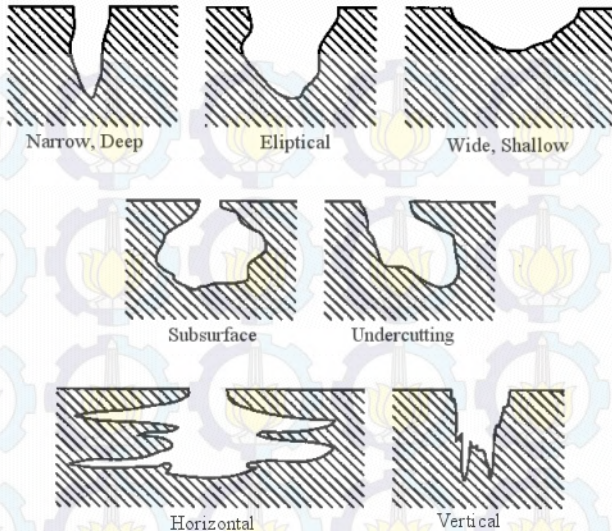 Narrow, Deep
Eliptical
Wide, Shallow
Subsurface
Undercutting
Horizontal
Vertical